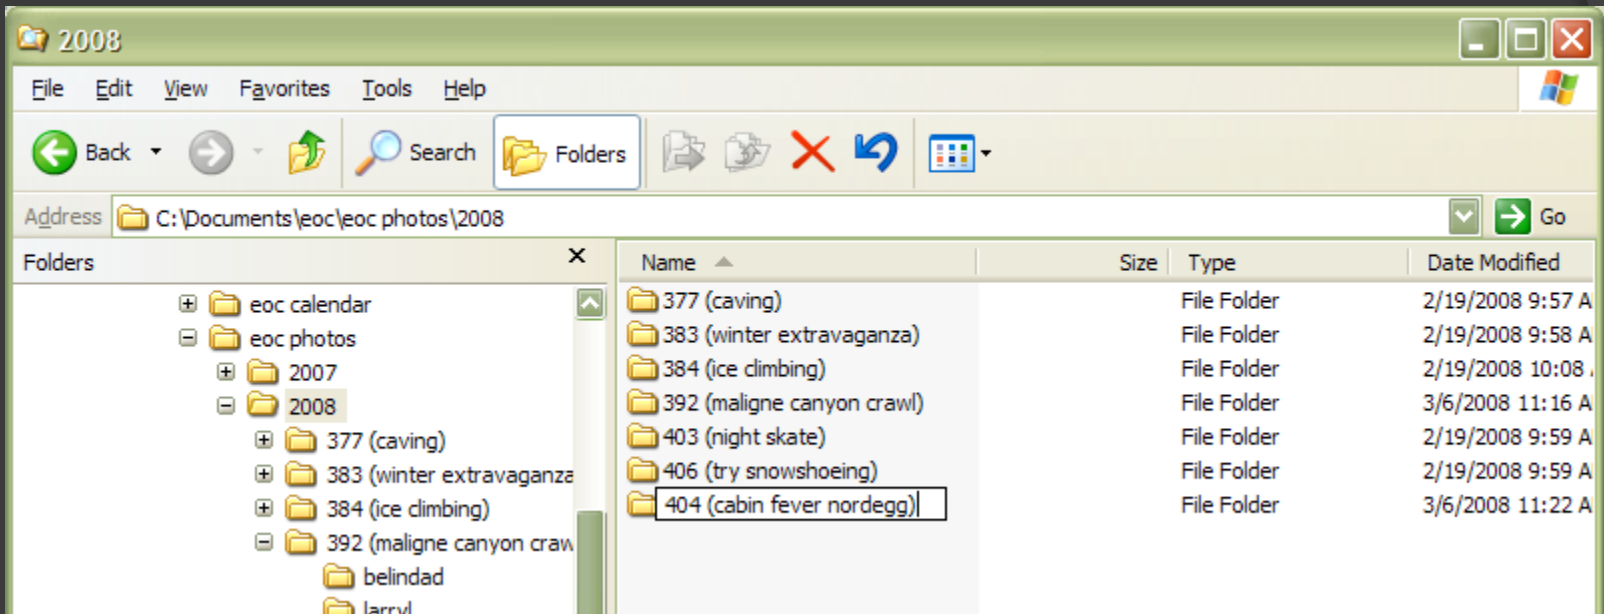 2008
File Edit View Favorites Tools Help
Back Search Folders
Address C:\Documents\eoc\eoc photos\2008 Go
Folders
eoc calendar
eoc photos
2007
2008
377 (caving)
383 (winter extravaganza
384 (ice climbing)
392 (maligne canyon craw
belindad
larryl
Name Size Type Date Modified
377 (caving) File Folder 2/19/2008 9:57 A
383 (winter extravaganza) File Folder 2/19/2008 9:58 A
384 (ice climbing) File Folder 2/19/2008 10:08
392 (maligne canyon crawl) File Folder 3/6/2008 11:16 A
403 (night skate) File Folder 2/19/2008 9:59 A
406 (try snowshoeing) File Folder 2/19/2008 9:59 A
404 (cabin fever nordegg) File Folder 3/6/2008 11:22 A